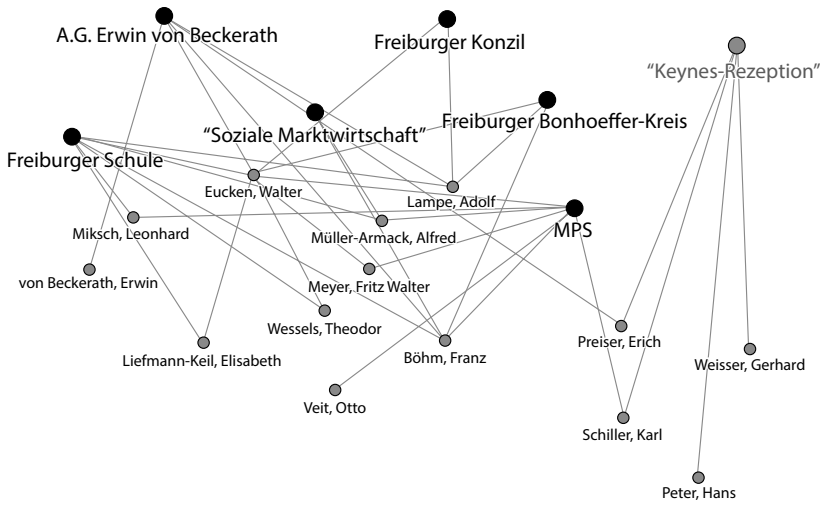 A.G. Erwin von Beckerath
Freiburger Konzil
“Keynes-Rezeption”
“Soziale Marktwirtschaft”
Freiburger Bonhoeffer-Kreis
Freiburger Schule
Eucken, Walter
Lampe, Adolf
Miksch, Leonhard
Müller-Armack, Alfred
MPS
von Beckerath, Erwin
Meyer, Fritz Walter
Wessels, Theodor
Preiser, Erich
Liefmann-Keil, Elisabeth
Böhm, Franz
Weisser, Gerhard
Veit, Otto
Schiller, Karl
Peter, Hans